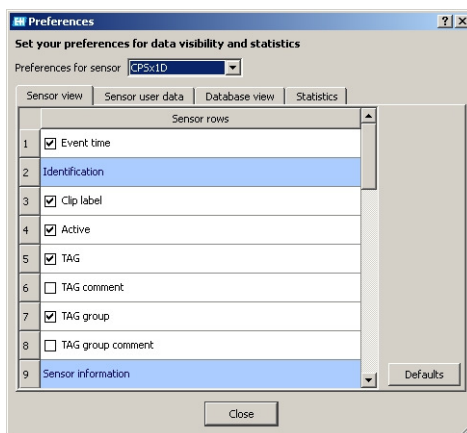 EH Preferences
Set your preferences for data visibility and statistics
Preferences for sensor CPSx1D
Sensor view Sensor user data Database view Statistics
Sensor rows
1 Event time
2 Identification
3 Clip label
4 Active
5 TAG
6 TAG comment
7 TAG group
8 TAG group comment
9 Sensor information
Defaults
Close